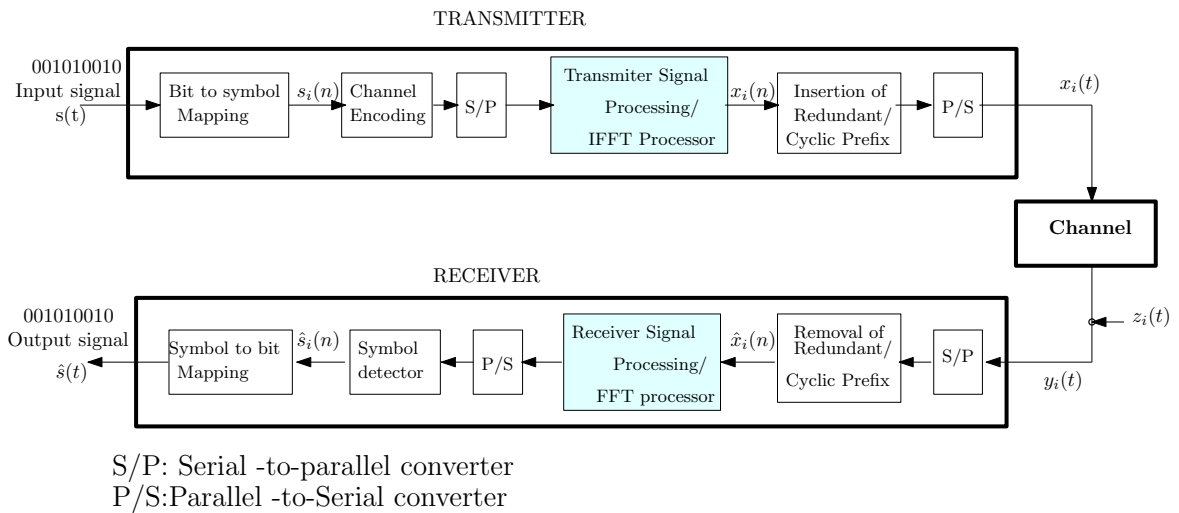 TRANSMITTER
001010010
Input signal
s(t)
Bit to symbol
Mapping
s_i(n)
Channel
Encoding
S/P
Transmiter Signal
Processing/
IFFT Processor
x_i(n)
Insertion of
Redundant/
Cyclic Prefix
P/S
x_i(t)
Channel
RECEIVER
001010010
Output signal
ŝ(t)
Symbol to bit
Mapping
ŝ_i(n)
Symbol
detector
P/S
Receiver Signal
Processing/
FFT processor
x̂_i(n)
Removal of
Redundant/
Cyclic Prefix
S/P
z_i(t)
y_i(t)
S/P: Serial -to-parallel converter
P/S:Parallel -to-Serial converter